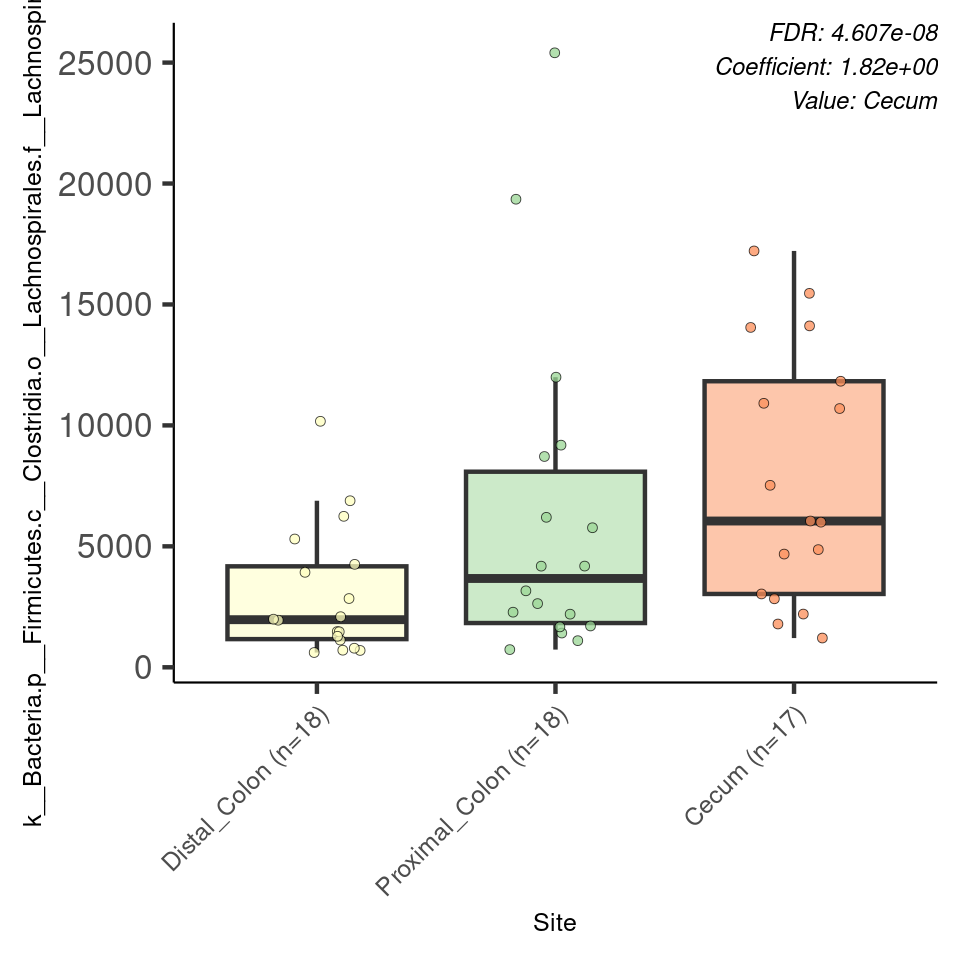 FDR: 4.607e-08
Coefficient: 1.82e+00
Value: Cecum
k__Bacteria.p__Firmicutes.c__Clostridia.o__Lachnospirales.f__Lachnospir
25000
20000
15000
10000
5000
0
Distal_Colon (n=18)
Proximal_Colon (n=18)
Cecum (n=17)
Site